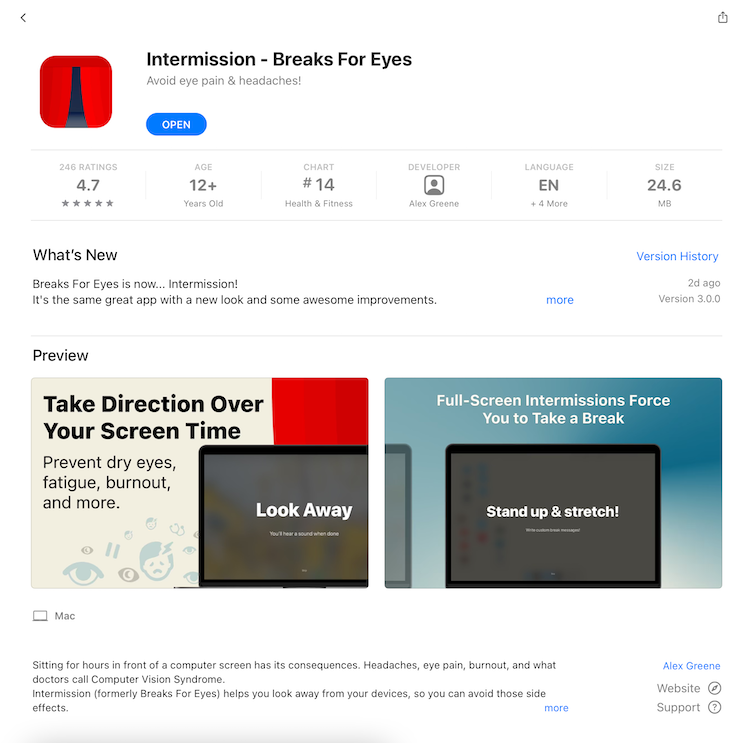 Intermission - Breaks For Eyes
Avoid eye pain & headaches!
OPEN
246 RATINGS
4.7
AGE
12+
Years Old
CHART
#14
Health & Fitness
DEVELOPER
Alex Greene
LANGUAGE
EN
+ 4 More
SIZE
24.6
MB
What's New
Version History
Breaks For Eyes is now... Intermission!
2d ago
It's the same great app with a new look and some awesome improvements.
more
Version 3.0.0
Preview
Take Direction Over
Your Screen Time
Prevent dry eyes,
fatigue, burnout,
and more.
Look Away
You'll hear a sound when done
Full-Screen Intermissions Force
You to Take a Break
Stand up & stretch!
Write custom break messages!
Mac
Sitting for hours in front of a computer screen has its consequences. Headaches, eye pain, burnout, and what
doctors call Computer Vision Syndrome.
Intermission (formerly Breaks For Eyes) helps you look away from your devices, so you can avoid those side
effects.
more
Alex Greene
Website
Support